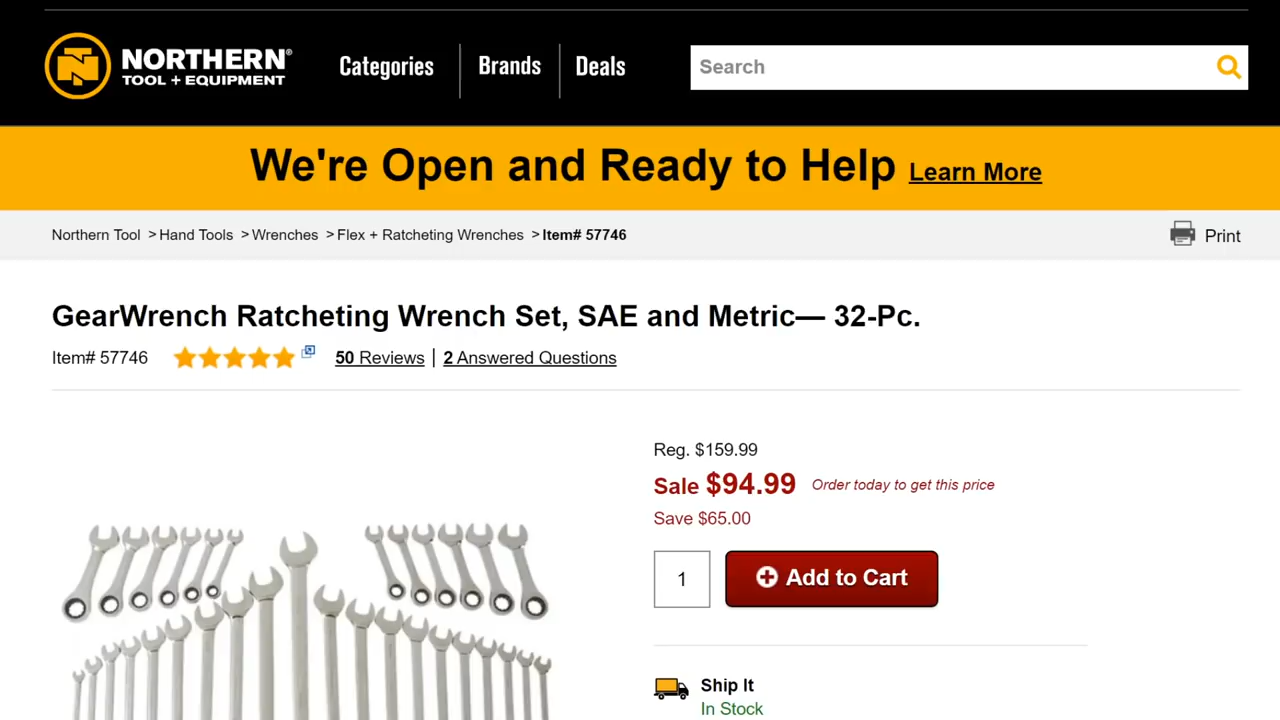 NORTHERN®
TOOL + EQUIPMENT
Categories
Brands
Deals
Search
We're Open and Ready to Help Learn More
Northern Tool > Hand Tools > Wrenches > Flex + Ratcheting Wrenches > Item# 57746
Print
GearWrench Ratcheting Wrench Set, SAE and Metric— 32-Pc.
Item# 57746 50 Reviews | 2 Answered Questions
Reg. $159.99
Sale $94.99 Order today to get this price
Save $65.00
1
Add to Cart
Ship It
In Stock